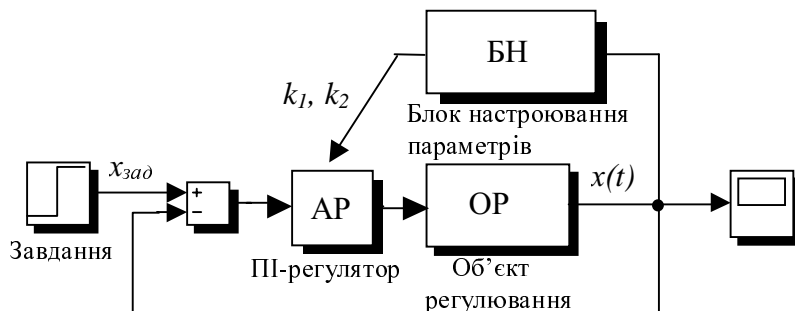 БН
k1, k2
Блок настроювання
параметрів
xзад
x(t)
+
−
АР
ОР
Завдання
ПІ-регулятор
Об’єкт
регулювання